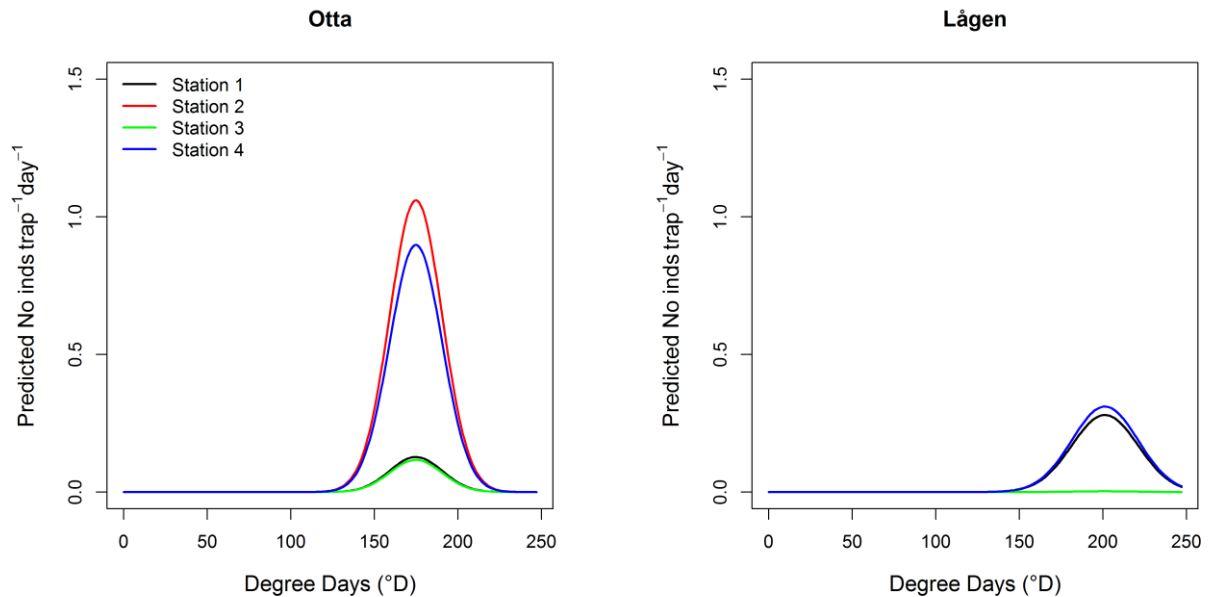 Otta
Predicted No inds trap⁻¹day⁻¹
1.5
1.0
0.5
0.0
Station 1
Station 2
Station 3
Station 4
0 50 100 150 200 250
Degree Days (°D)
Lågen
Predicted No inds trap⁻¹day⁻¹
1.5
1.0
0.5
0.0
0 50 100 150 200 250
Degree Days (°D)